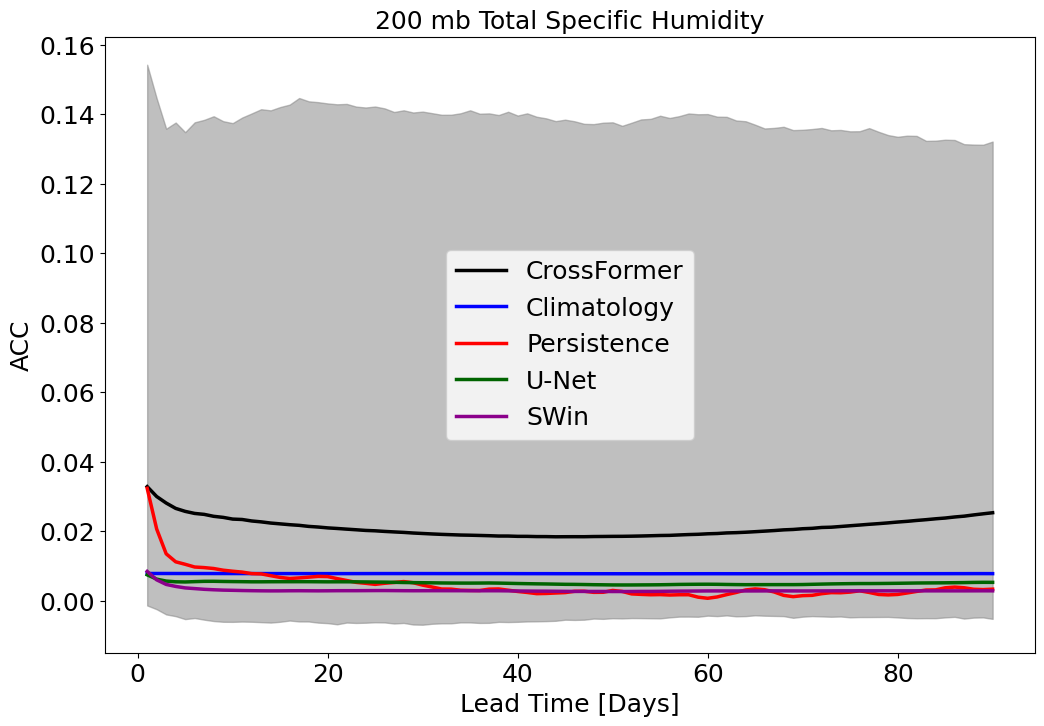 200 mb Total Specific Humidity
0.16
0.14
0.12
0.10
0.08
0.06
0.04
0.02
0.00
ACC
CrossFormer
Climatology
Persistence
U-Net
SWin
0 20 40 60 80
Lead Time [Days]